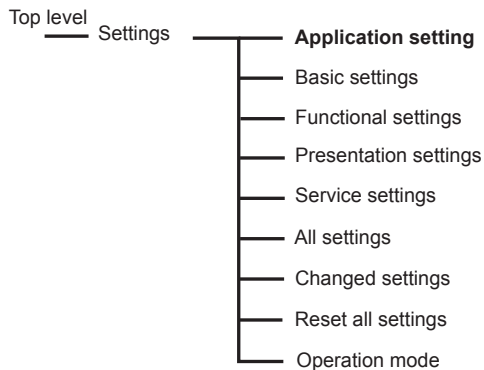 Top level
Settings
Application setting
Basic settings
Functional settings
Presentation settings
Service settings
All settings
Changed settings
Reset all settings
Operation mode